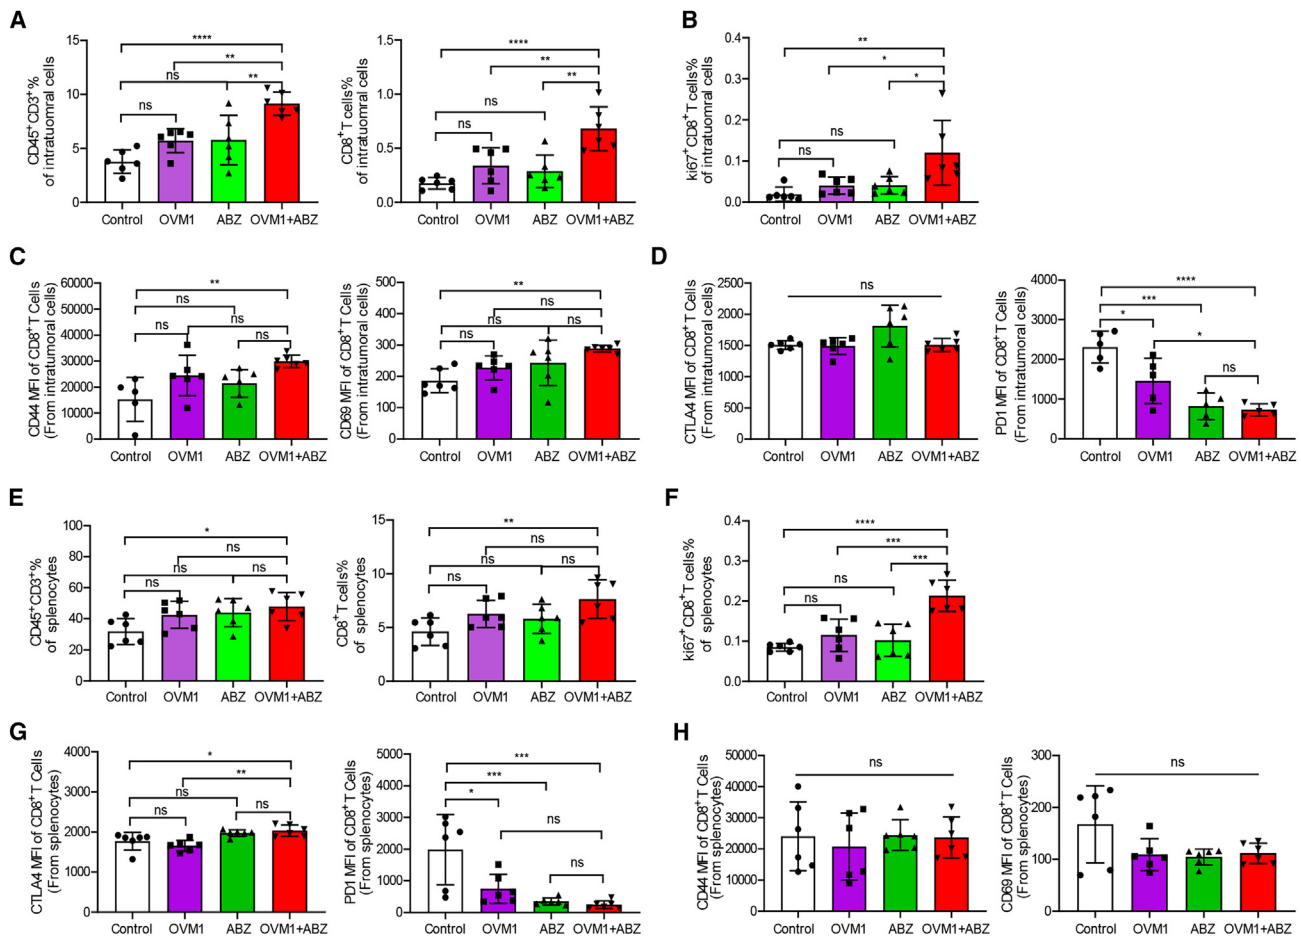 A
CD45+CD3+%
of intratuomral cells
15
10
5
0
****
**
ns
**
ns
Control OVM1 ABZ OVM1+ABZ
CD8+T cells%
of intratuomral cells
1.5
1.0
0.5
0.0
****
**
**
ns
ns
Control OVM1 ABZ OVM1+ABZ
B
ki67+CD8+T cells%
of intratuomral cells
0.4
0.3
0.2
0.1
0.0
**
*
*
ns
ns
Control OVM1 ABZ OVM1+ABZ
C
CD44 MFI of CD8+T Cells
(From intratumoral cells)
60000
50000
40000
30000
20000
10000
0
**
ns
ns
ns
ns
Control OVM1 ABZ OVM1+ABZ
CD69 MFI of CD8+T Cells
(From intratumoral cells)
500
400
300
200
100
0
**
ns
ns
ns
ns
Control OVM1 ABZ OVM1+ABZ
D
CTLA4 MFI of CD8+T Cells
(From intratumoral cells)
2500
2000
1500
1000
500
0
ns
Control OVM1 ABZ OVM1+ABZ
PD1 MFI of CD8+T Cells
(From intratumoral cells)
4000
3000
2000
1000
0
****
***
*
*
ns
Control OVM1 ABZ OVM1+ABZ
E
CD45+CD3+%
of splenocytes
100
80
60
40
20
0
*
ns
ns
ns
ns
Control OVM1 ABZ OVM1+ABZ
CD8+T cells%
of splenocytes
15
10
5
0
**
ns
ns
ns
ns
Control OVM1 ABZ OVM1+ABZ
F
ki67+CD8+T cells%
of splenocytes
0.4
0.3
0.2
0.1
0.0
****
***
***
ns
ns
Control OVM1 ABZ OVM1+ABZ
G
CTLA4 MFI of CD8+T Cells
(From splenocytes)
4000
3000
2000
1000
0
*
**
ns
ns
ns
Control OVM1 ABZ OVM1+ABZ
PD1 MFI of CD8+T Cells
(From splenocytes)
5000
4000
3000
2000
1000
0
***
***
*
ns
ns
Control OVM1 ABZ OVM1+ABZ
H
CD44 MFI of CD8+T Cells
(From splenocytes)
50000
40000
30000
20000
10000
0
ns
Control OVM1 ABZ OVM1+ABZ
CD69 MFI of CD8+T Cells
(From splenocytes)
300
200
100
0
ns
Control OVM1 ABZ OVM1+ABZ